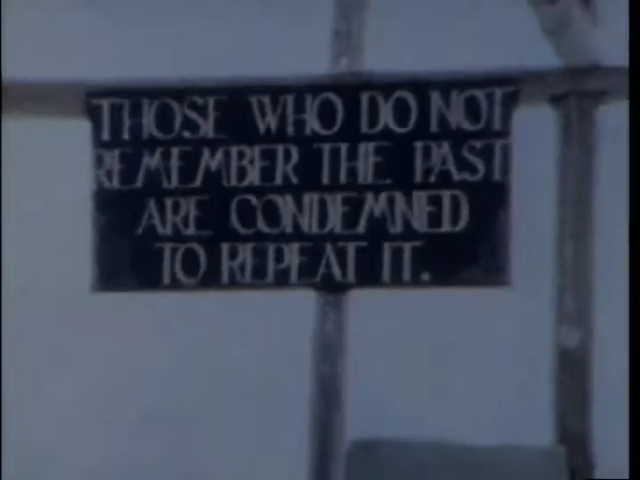 THOSE WHO DO NOT
REMEMBER THE PAST
ARE CONDEMNED
TO REPEAT IT.